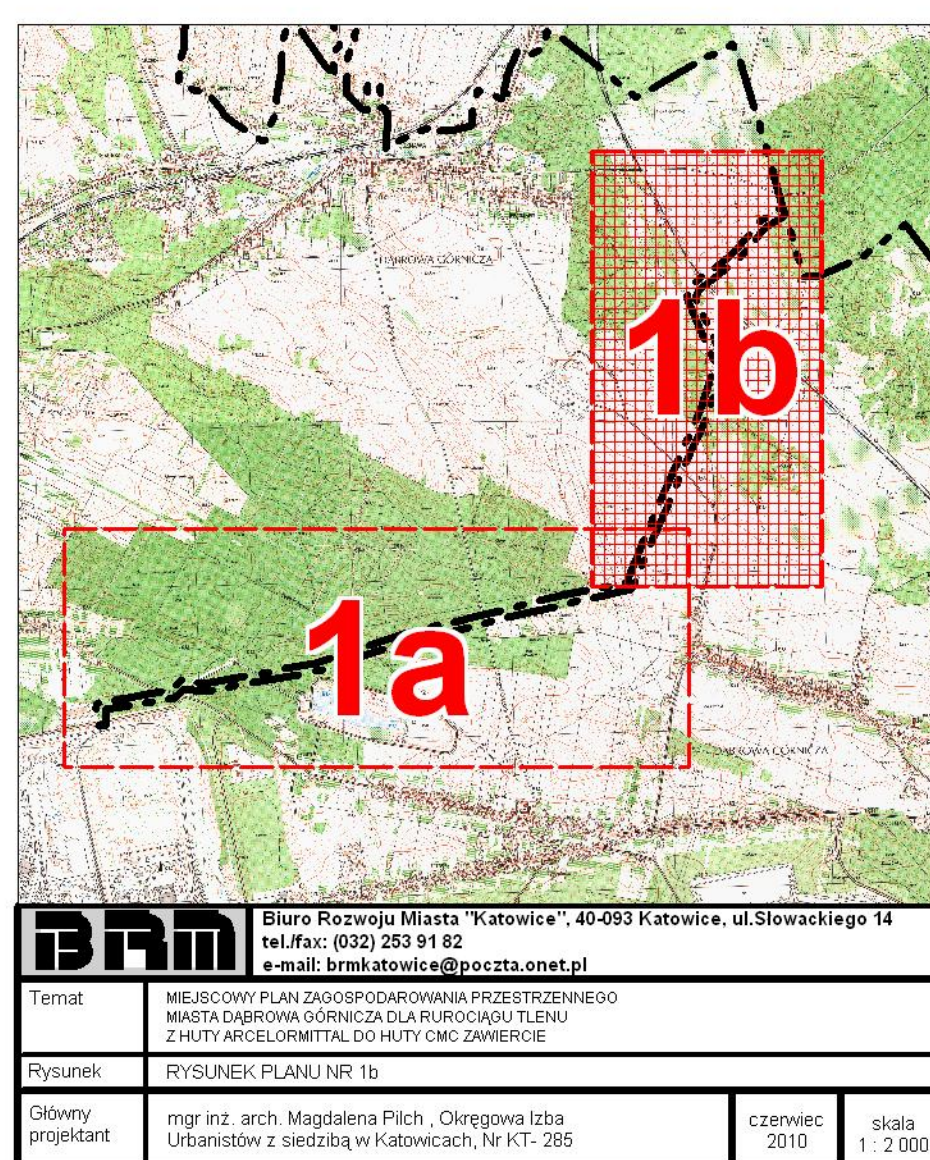 DĄBROWA GÓRNICZA
1b
1a
DĄBROWA GÓRNICZA
BRM
Biuro Rozwoju Miasta "Katowice", 40-093 Katowice, ul.Slowackiego 14
tel./fax: (032) 253 91 82
e-mail: brmkatowice@poczta.onet.pl
Temat
MIEJSCOWY PLAN ZAGOSPODAROWANIA PRZESTRZENNEGO
MIASTA DĄBROWA GÓRNICZA DLA RUROCIĄGU TLENU
Z HUTY ARCELORMITTAL DO HUTY CMC ZAWIERCIE
Rysunek
RYSUNEK PLANU NR 1b
Główny
projektant
mgr inż. arch. Magdalena Pilch , Okręgowa Izba
Urbanistów z siedzibą w Katowicach, Nr KT- 285
czerwiec
2010
skala
1 : 2 000